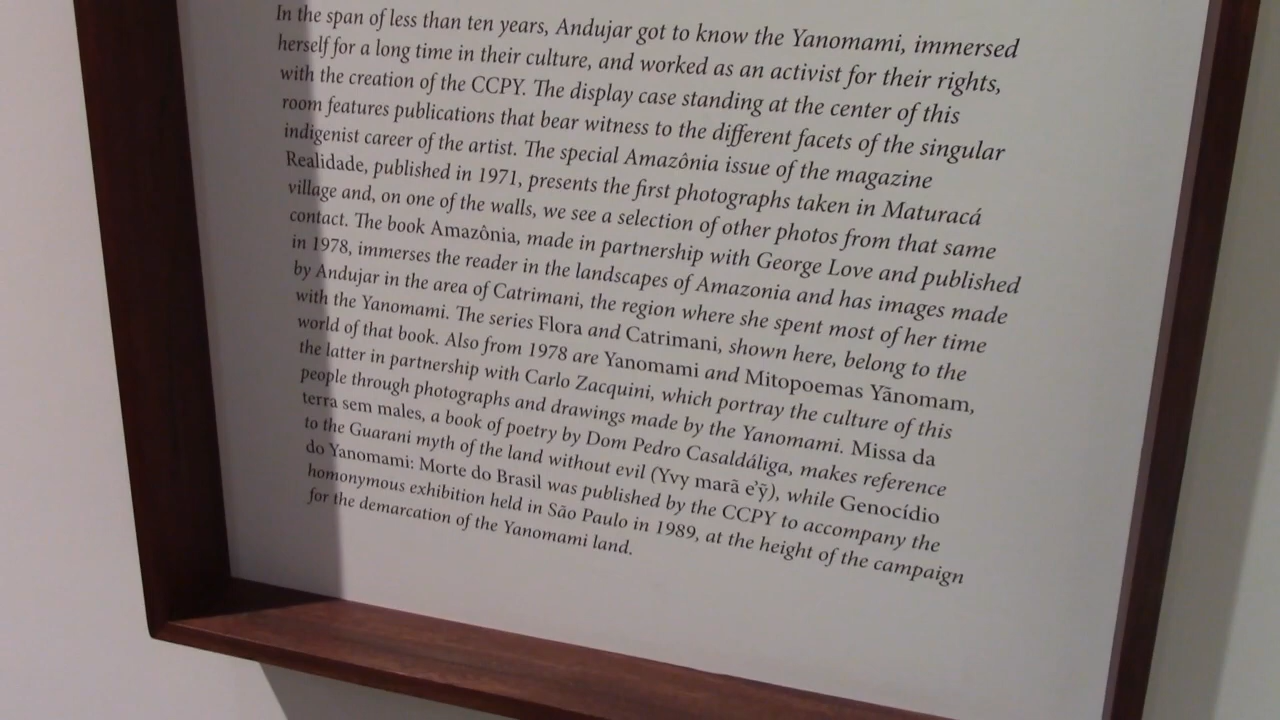 In the span of less than ten years, Andujar got to know the Yanomami, immersed
herself for a long time in their culture, and worked as an activist for their rights,
with the creation of the CCPY. The display case standing at the center of this
room features publications that bear witness to the different facets of the singular
indigenist career of the artist. The special Amazônia issue of the magazine
Realidade, published in 1971, presents the first photographs taken in Maturacá
village and, on one of the walls, we see a selection of other photos from that same
contact. The book Amazônia, made in partnership with George Love and published
in 1978, immerses the reader in the landscapes of Amazonia and has images made
by Andujar in the area of Catrimani, the region where she spent most of her time
with the Yanomami. The series Flora and Catrimani, shown here, belong to the
world of that book. Also from 1978 are Yanomami and Mitopoemas Yãnomam,
the latter in partnership with Carlo Zacquini, which portray the culture of this
people through photographs and drawings made by the Yanomami. Missa da
terra sem males, a book of poetry by Dom Pedro Casaldáliga, makes reference
to the Guarani myth of the land without evil (Yvy marã e'ỹ), while Genocídio
do Yanomami: Morte do Brasil was published by the CCPY to accompany the
homonymous exhibition held in São Paulo in 1989, at the height of the campaign
for the demarcation of the Yanomami land.